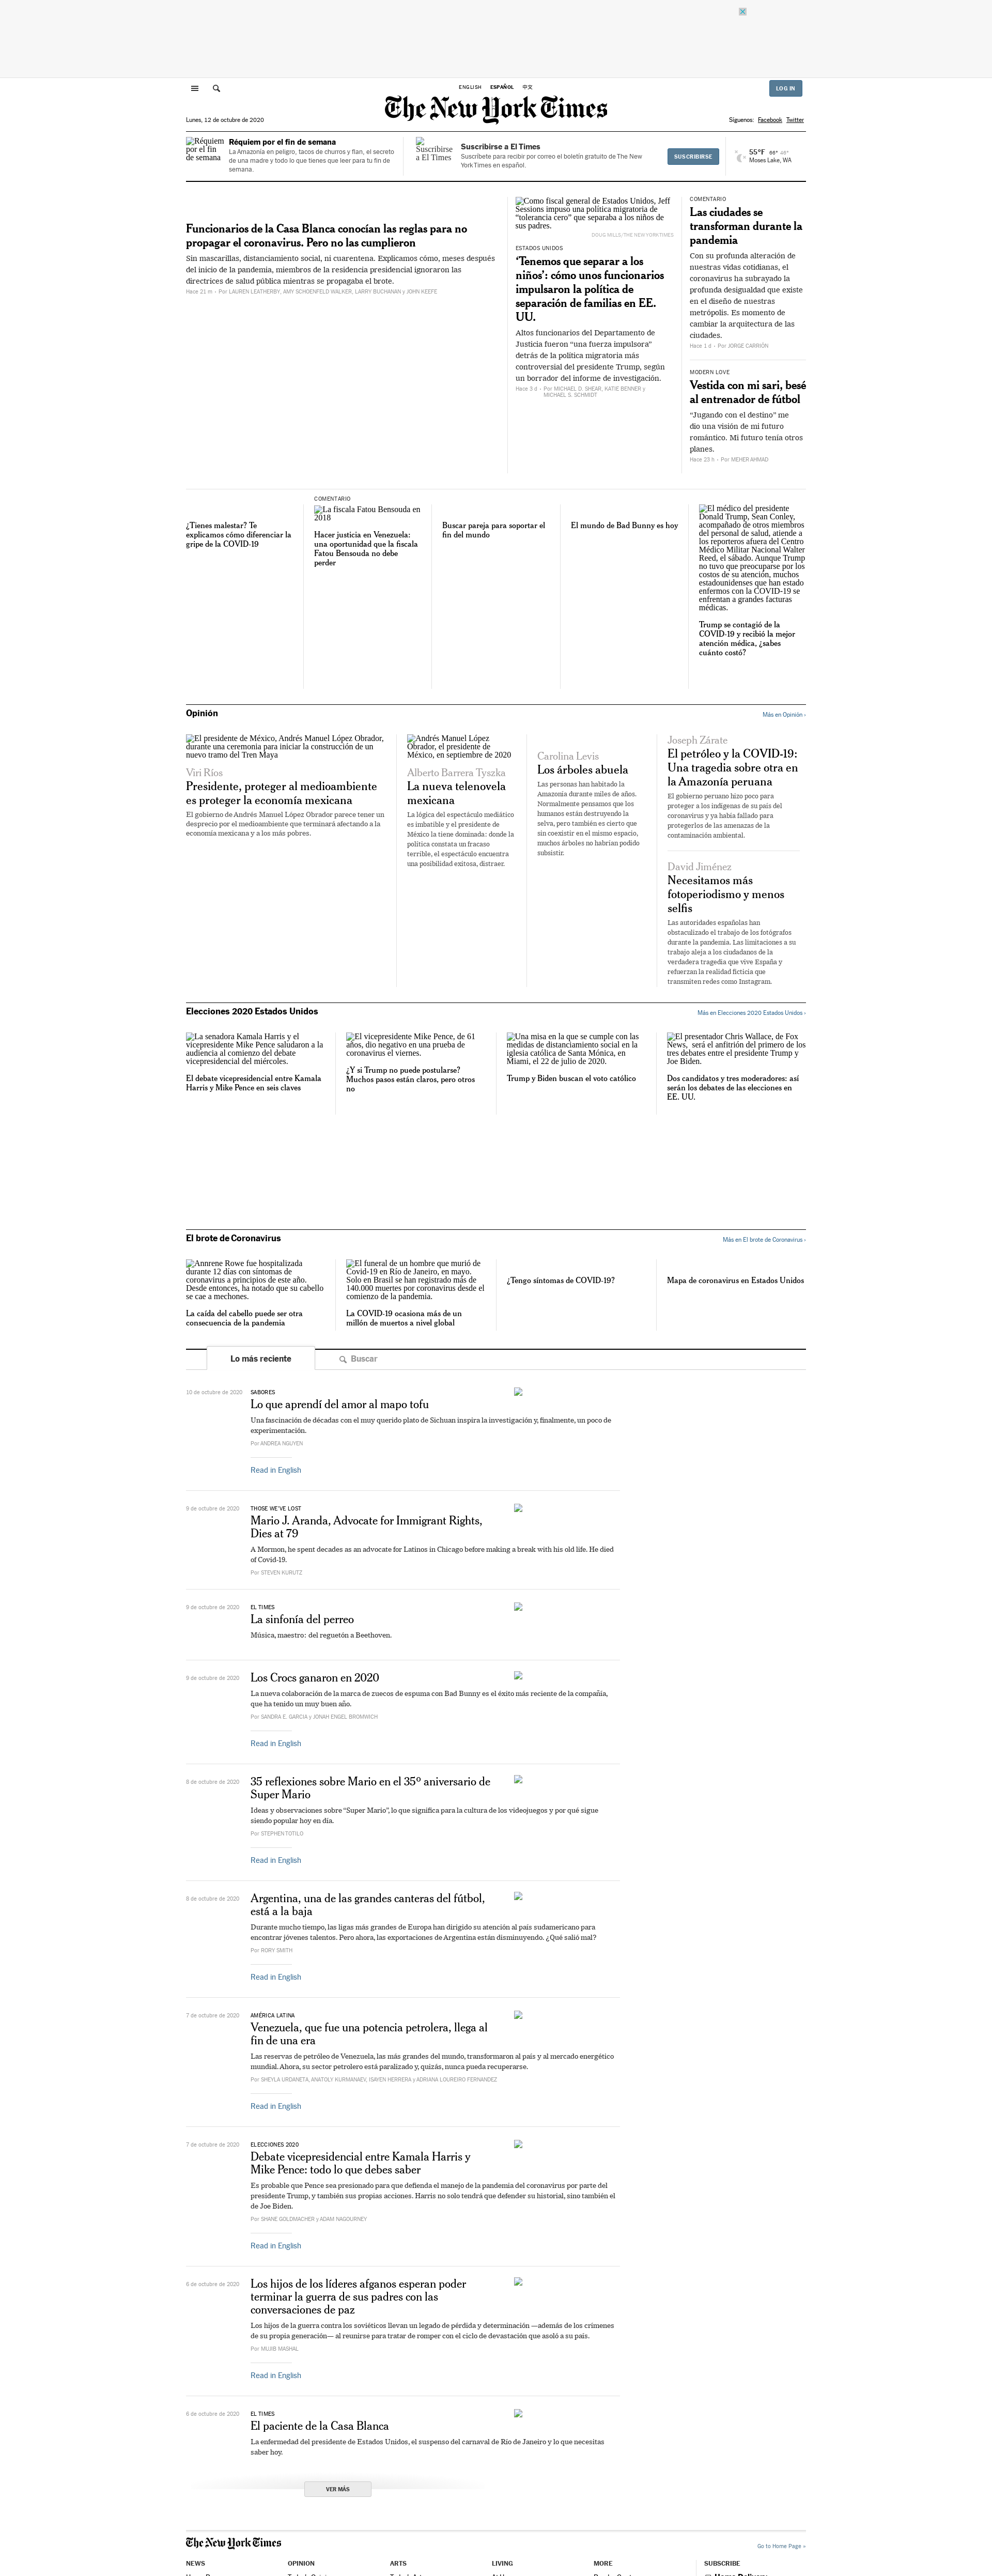 ENGLISH ESPAÑOL 中文
LOG IN
The New York Times
Lunes, 12 de octubre de 2020
Síguenos: Facebook Twitter
Réquiem por el fin de semana
Réquiem por el fin de semana
La Amazonía en peligro, tacos de churros y flan, el secreto
de una madre y todo lo que tienes que leer para tu fin de
semana.
Suscribirse a El Times
Suscribirse a El Times
Suscríbete para recibir por correo el boletín gratuito de The New
York Times en español.
SUSCRIBIRSE
55°F 66° 46°
Moses Lake, WA
Funcionarios de la Casa Blanca conocían las reglas para no
propagar el coronavirus. Pero no las cumplieron
Sin mascarillas, distanciamiento social, ni cuarentena. Explicamos cómo, meses después
del inicio de la pandemia, miembros de la residencia presidencial ignoraron las
directrices de salud pública mientras se propagaba el brote.
Hace 21 m - Por LAUREN LEATHERBY, AMY SCHOENFELD WALKER, LARRY BUCHANAN y JOHN KEEFE
Como fiscal general de Estados Unidos, Jeff
Sessions impuso una política migratoria de
“tolerancia cero” que separaba a los niños de
sus padres.
DOUG MILLS/THE NEW YORK TIMES
ESTADOS UNIDOS
‘Tenemos que separar a los
niños’: cómo unos funcionarios
impulsaron la política de
separación de familias en EE.
UU.
Altos funcionarios del Departamento de
Justicia fueron “una fuerza impulsora”
detrás de la política migratoria más
controversial del presidente Trump, según
un borrador del informe de investigación.
Hace 3 d - Por MICHAEL D. SHEAR, KATIE BENNER y
MICHAEL S. SCHMIDT
COMENTARIO
Las ciudades se
transforman durante la
pandemia
Con su profunda alteración de
nuestras vidas cotidianas, el
coronavirus ha subrayado la
profunda desigualdad que existe
en el diseño de nuestras
metrópolis. Es momento de
cambiar la arquitectura de las
ciudades.
Hace 1 d - Por JORGE CARRIÓN
MODERN LOVE
Vestida con mi sari, besé
al entrenador de fútbol
“Jugando con el destino” me
dio una visión de mi futuro
romántico. Mi futuro tenía otros
planes.
Hace 23 h - Por MEHER AHMAD
¿Tienes malestar? Te
explicamos cómo diferenciar la
gripe de la COVID-19
COMENTARIO
La fiscala Fatou Bensouda en
2018
Hacer justicia en Venezuela:
una oportunidad que la fiscala
Fatou Bensouda no debe
perder
Buscar pareja para soportar el
fin del mundo
El mundo de Bad Bunny es hoy
El médico del presidente
Donald Trump, Sean Conley,
acompañado de otros miembros
del personal de salud, atiende a
los reporteros afuera del Centro
Médico Militar Nacional Walter
Reed, el sábado. Aunque Trump
no tuvo que preocuparse por los
costos de su atención, muchos
estadounidenses que han estado
enfermos con la COVID-19 se
enfrentan a grandes facturas
médicas.
Trump se contagió de la
COVID-19 y recibió la mejor
atención médica, ¿sabes
cuánto costó?
Opinión
Más en Opinión ›
El presidente de México, Andrés Manuel López Obrador,
durante una ceremonia para iniciar la construcción de un
nuevo tramo del Tren Maya
Viri Ríos
Presidente, proteger al medioambiente
es proteger la economía mexicana
El gobierno de Andrés Manuel López Obrador parece tener un
desprecio por el medioambiente que terminará afectando a la
economía mexicana y a los más pobres.
Andrés Manuel López
Obrador, el presidente de
México, en septiembre de 2020
Alberto Barrera Tyszka
La nueva telenovela
mexicana
La lógica del espectáculo mediático
es imbatible y el presidente de
México la tiene dominada: donde la
política constata un fracaso
terrible, el espectáculo encuentra
una posibilidad exitosa, distraer.
Carolina Levis
Los árboles abuela
Las personas han habitado la
Amazonía durante miles de años.
Normalmente pensamos que los
humanos están destruyendo la
selva, pero también es cierto que
sin coexistir en el mismo espacio,
muchos árboles no habrían podido
subsistir.
Joseph Zárate
El petróleo y la COVID-19:
Una tragedia sobre otra en
la Amazonía peruana
El gobierno peruano hizo poco para
proteger a los indígenas de su país del
coronavirus y ya había fallado para
protegerlos de las amenazas de la
contaminación ambiental.
David Jiménez
Necesitamos más
fotoperiodismo y menos
selfis
Las autoridades españolas han
obstaculizado el trabajo de los fotógrafos
durante la pandemia. Las limitaciones a su
trabajo aleja a los ciudadanos de la
verdadera tragedia que vive España y
refuerzan la realidad ficticia que
transmiten redes como Instagram.
Elecciones 2020 Estados Unidos
Más en Elecciones 2020 Estados Unidos ›
La senadora Kamala Harris y el
vicepresidente Mike Pence saludaron a la
audiencia al comienzo del debate
vicepresidencial del miércoles.
El debate vicepresidencial entre Kamala
Harris y Mike Pence en seis claves
El vicepresidente Mike Pence, de 61
años, dio negativo en una prueba de
coronavirus el viernes.
¿Y si Trump no puede postularse?
Muchos pasos están claros, pero otros
no
Una misa en la que se cumple con las
medidas de distanciamiento social en la
iglesia católica de Santa Mónica, en
Miami, el 22 de julio de 2020.
Trump y Biden buscan el voto católico
El presentador Chris Wallace, de Fox
News, será el anfitrión del primero de los
tres debates entre el presidente Trump y
Joe Biden.
Dos candidatos y tres moderadores: así
serán los debates de las elecciones en
EE. UU.
El brote de Coronavirus
Más en El brote de Coronavirus ›
Annrene Rowe fue hospitalizada
durante 12 días con síntomas de
coronavirus a principios de este año.
Desde entonces, ha notado que su cabello
se cae a mechones.
La caída del cabello puede ser otra
consecuencia de la pandemia
El funeral de un hombre que murió de
Covid-19 en Río de Janeiro, en mayo.
Solo en Brasil se han registrado más de
140.000 muertes por coronavirus desde el
comienzo de la pandemia.
La COVID-19 ocasiona más de un
millón de muertos a nivel global
¿Tengo síntomas de COVID-19?
Mapa de coronavirus en Estados Unidos
Lo más reciente
Buscar
10 de octubre de 2020
SABORES
Lo que aprendí del amor al mapo tofu
Una fascinación de décadas con el muy querido plato de Sichuan inspira la investigación y, finalmente, un poco de
experimentación.
Por ANDREA NGUYEN
Read in English
9 de octubre de 2020
THOSE WE’VE LOST
Mario J. Aranda, Advocate for Immigrant Rights,
Dies at 79
A Mormon, he spent decades as an advocate for Latinos in Chicago before making a break with his old life. He died
of Covid-19.
Por STEVEN KURUTZ
9 de octubre de 2020
EL TIMES
La sinfonía del perreo
Música, maestro: del reguetón a Beethoven.
9 de octubre de 2020
Los Crocs ganaron en 2020
La nueva colaboración de la marca de zuecos de espuma con Bad Bunny es el éxito más reciente de la compañía,
que ha tenido un muy buen año.
Por SANDRA E. GARCIA y JONAH ENGEL BROMWICH
Read in English
8 de octubre de 2020
35 reflexiones sobre Mario en el 35º aniversario de
Super Mario
Ideas y observaciones sobre “Super Mario”, lo que significa para la cultura de los videojuegos y por qué sigue
siendo popular hoy en día.
Por STEPHEN TOTILO
Read in English
8 de octubre de 2020
Argentina, una de las grandes canteras del fútbol,
está a la baja
Durante mucho tiempo, las ligas más grandes de Europa han dirigido su atención al país sudamericano para
encontrar jóvenes talentos. Pero ahora, las exportaciones de Argentina están disminuyendo. ¿Qué salió mal?
Por RORY SMITH
Read in English
7 de octubre de 2020
AMÉRICA LATINA
Venezuela, que fue una potencia petrolera, llega al
fin de una era
Las reservas de petróleo de Venezuela, las más grandes del mundo, transformaron al país y al mercado energético
mundial. Ahora, su sector petrolero está paralizado y, quizás, nunca pueda recuperarse.
Por SHEYLA URDANETA, ANATOLY KURMANAEV, ISAYEN HERRERA y ADRIANA LOUREIRO FERNANDEZ
Read in English
7 de octubre de 2020
ELECCIONES 2020
Debate vicepresidencial entre Kamala Harris y
Mike Pence: todo lo que debes saber
Es probable que Pence sea presionado para que defienda el manejo de la pandemia del coronavirus por parte del
presidente Trump, y también sus propias acciones. Harris no solo tendrá que defender su historial, sino también el
de Joe Biden.
Por SHANE GOLDMACHER y ADAM NAGOURNEY
Read in English
6 de octubre de 2020
Los hijos de los líderes afganos esperan poder
terminar la guerra de sus padres con las
conversaciones de paz
Los hijos de la guerra contra los soviéticos llevan un legado de pérdida y determinación —además de los crímenes
de su propia generación— al reunirse para tratar de romper con el ciclo de devastación que asoló a su país.
Por MUJIB MASHAL
Read in English
6 de octubre de 2020
EL TIMES
El paciente de la Casa Blanca
La enfermedad del presidente de Estados Unidos, el suspenso del carnaval de Río de Janeiro y lo que necesitas
saber hoy.
VER MÁS
The New York Times
Go to Home Page »
NEWS OPINION ARTS LIVING MORE SUBSCRIBE